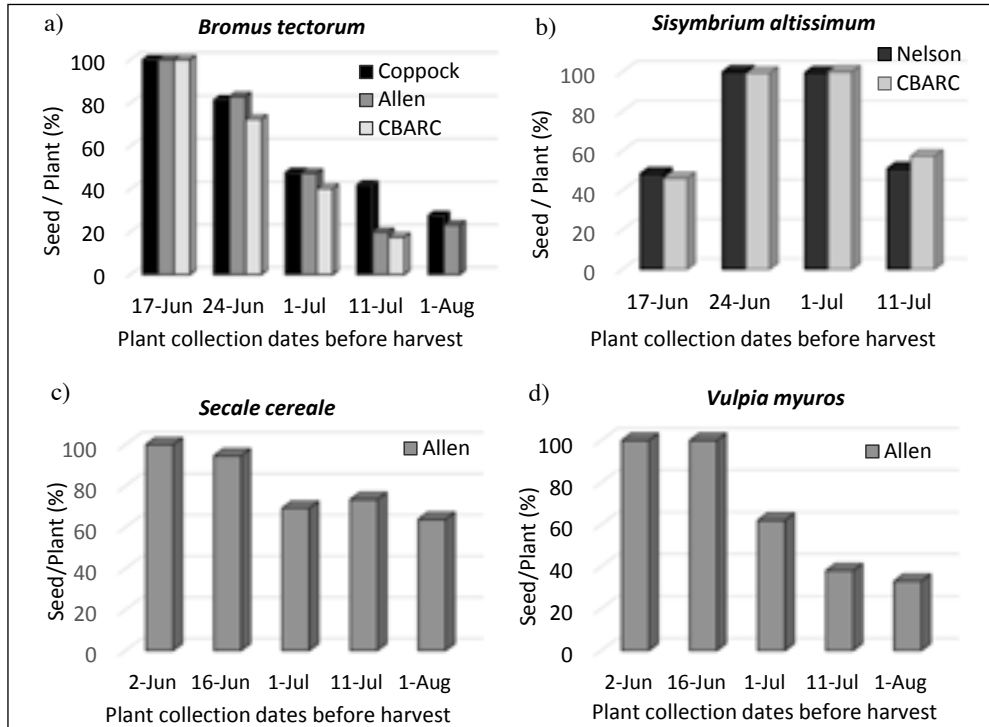 a)
Bromus tectorum
Coppock
Allen
CBARC
Seed / Plant (%)
100
80
60
40
20
0
17-Jun 24-Jun 1-Jul 11-Jul 1-Aug
Plant collection dates before harvest
b)
Sisymbrium altissimum
Nelson
CBARC
Seed / Plant (%)
100
80
60
40
20
0
17-Jun 24-Jun 1-Jul 11-Jul
Plant collection dates before harvest
c)
Secale cereale
Allen
Seed/Plant (%)
100
80
60
40
20
0
2-Jun 16-Jun 1-Jul 11-Jul 1-Aug
Plant collection dates before harvest
d)
Vulpia myuros
Allen
Seed/Plant (%)
100
80
60
40
20
0
2-Jun 16-Jun 1-Jul 11-Jul 1-Aug
Plant collection dates before harvest